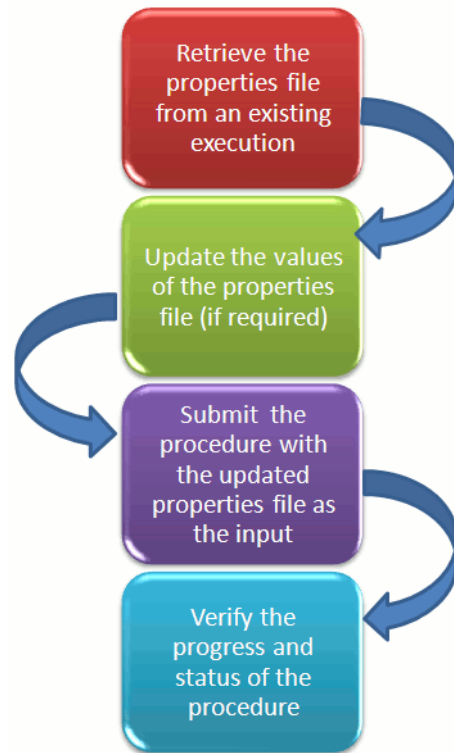 Retrieve the
properties file
from an existing
execution
Update the values
of the properties
file (if required)
Submit the
procedure with
the updated
properties file as
the input
Verify the
progress and
status of the
procedure